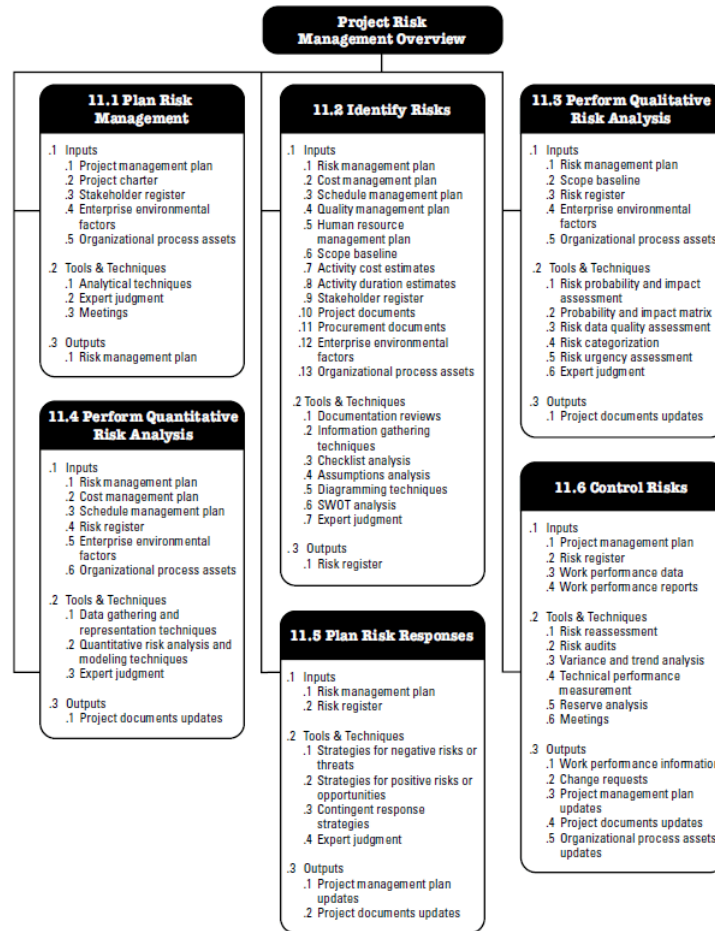 Project Risk
Management Overview
11.1 Plan Risk
Management
.1 Inputs
.1 Project management plan
.2 Project charter
.3 Stakeholder register
.4 Enterprise environmental
factors
.5 Organizational process assets
.2 Tools & Techniques
.1 Analytical techniques
.2 Expert judgment
.3 Meetings
.3 Outputs
.1 Risk management plan
11.2 Identify Risks
.1 Inputs
.1 Risk management plan
.2 Cost management plan
.3 Schedule management plan
.4 Quality management plan
.5 Human resource
management plan
.6 Scope baseline
.7 Activity cost estimates
.8 Activity duration estimates
.9 Stakeholder register
.10 Project documents
.11 Procurement documents
.12 Enterprise environmental
factors
.13 Organizational process assets
.2 Tools & Techniques
.1 Documentation reviews
.2 Information gathering
techniques
.3 Checklist analysis
.4 Assumptions analysis
.5 Diagramming techniques
.6 SWOT analysis
.7 Expert judgment
.3 Outputs
.1 Risk register
11.3 Perform Qualitative
Risk Analysis
.1 Inputs
.1 Risk management plan
.2 Scope baseline
.3 Risk register
.4 Enterprise environmental
factors
.5 Organizational process assets
.2 Tools & Techniques
.1 Risk probability and impact
assessment
.2 Probability and impact matrix
.3 Risk data quality assessment
.4 Risk categorization
.5 Risk urgency assessment
.6 Expert judgment
.3 Outputs
.1 Project documents updates
11.4 Perform Quantitative
Risk Analysis
.1 Inputs
.1 Risk management plan
.2 Cost management plan
.3 Schedule management plan
.4 Risk register
.5 Enterprise environmental
factors
.6 Organizational process assets
.2 Tools & Techniques
.1 Data gathering and
representation techniques
.2 Quantitative risk analysis and
modeling techniques
.3 Expert judgment
.3 Outputs
.1 Project documents updates
11.5 Plan Risk Responses
.1 Inputs
.1 Risk management plan
.2 Risk register
.2 Tools & Techniques
.1 Strategies for negative risks or
threats
.2 Strategies for positive risks or
opportunities
.3 Contingent response
strategies
.4 Expert judgment
.3 Outputs
.1 Project management plan
updates
.2 Project documents updates
11.6 Control Risks
.1 Inputs
.1 Project management plan
.2 Risk register
.3 Work performance data
.4 Work performance reports
.2 Tools & Techniques
.1 Risk reassessment
.2 Risk audits
.3 Variance and trend analysis
.4 Technical performance
measurement
.5 Reserve analysis
.6 Meetings
.3 Outputs
.1 Work performance information
.2 Change requests
.3 Project management plan
updates
.4 Project documents updates
.5 Organizational process assets
updates